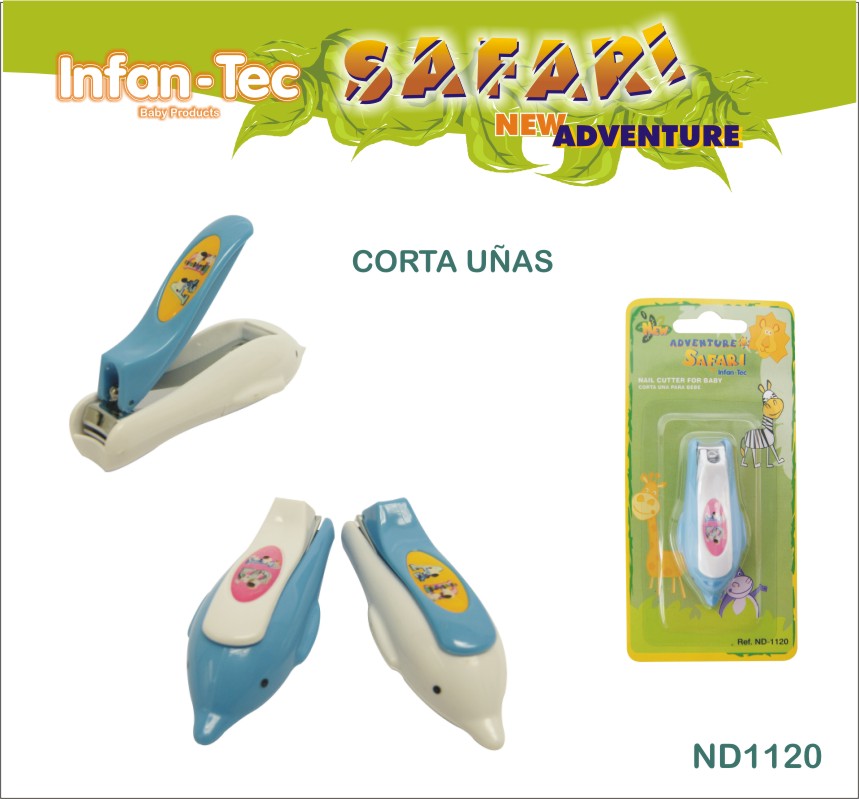 Infan-Tec
Baby Products
SAFARI
NEW ADVENTURE
CORTA UÑAS
New
ADVENTURE
SAFARI
Infan-Tec
NAIL CUTTER FOR BABY
CORTA UNA PARA BEBE
Ref. ND-1120
ND1120